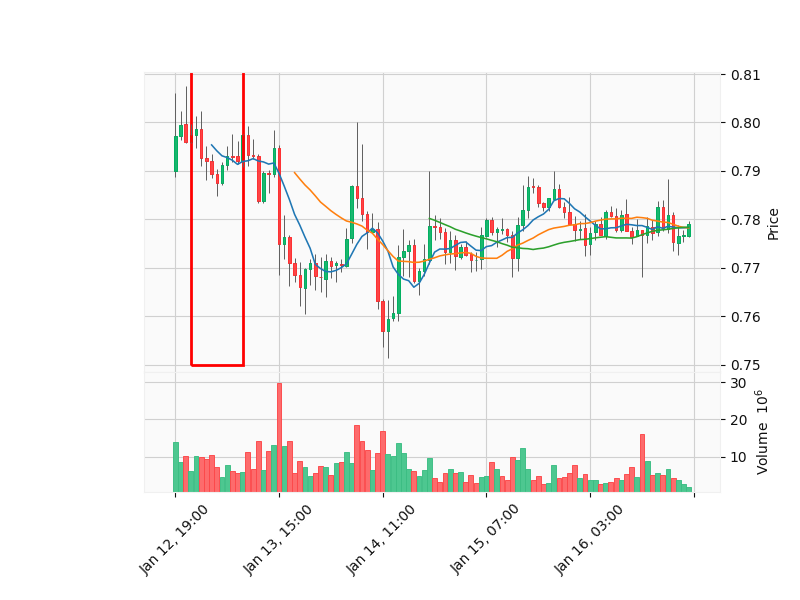 0.81
0.80
0.79
0.78
0.77
0.76
0.75
Price
30
20
10
Volume 10⁶
Jan 12, 19:00
Jan 13, 15:00
Jan 14, 11:00
Jan 15, 07:00
Jan 16, 03:00